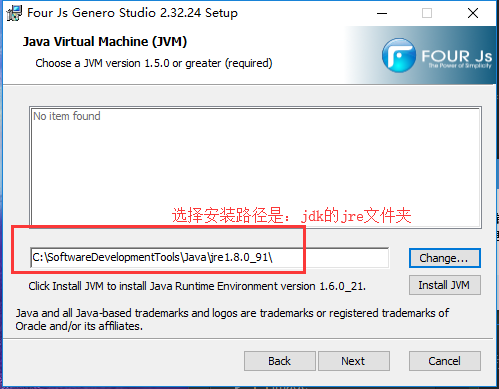 Four Js Genero Studio 2.32.24 Setup
Java Virtual Machine (JVM)
Choose a JVM version 1.5.0 or greater (required)
FOUR Js
The Power of Simplicity
No item found
选择安装路径是：jdk的jre文件夹
C:\SoftwareDevelopmentTools\Java\jre1.8.0_91\
Change...
Click Install JVM to install Java Runtime Environment version 1.6.0_21.
Install JVM
Java and all Java-based trademarks and logos are trademarks or registered trademarks of
Oracle and/or its affiliates.
Back
Next
Cancel